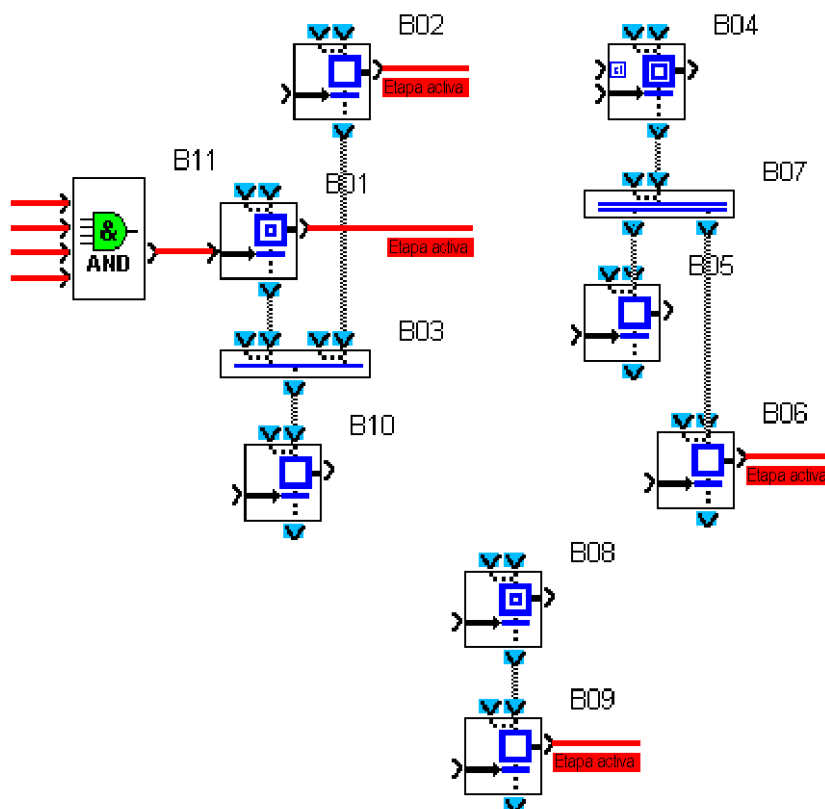 B02
Etapa activa
B04
B11
B01
&
AND
Etapa activa
B07
B05
B03
B10
B06
Etapa activa
B08
B09
Etapa activa